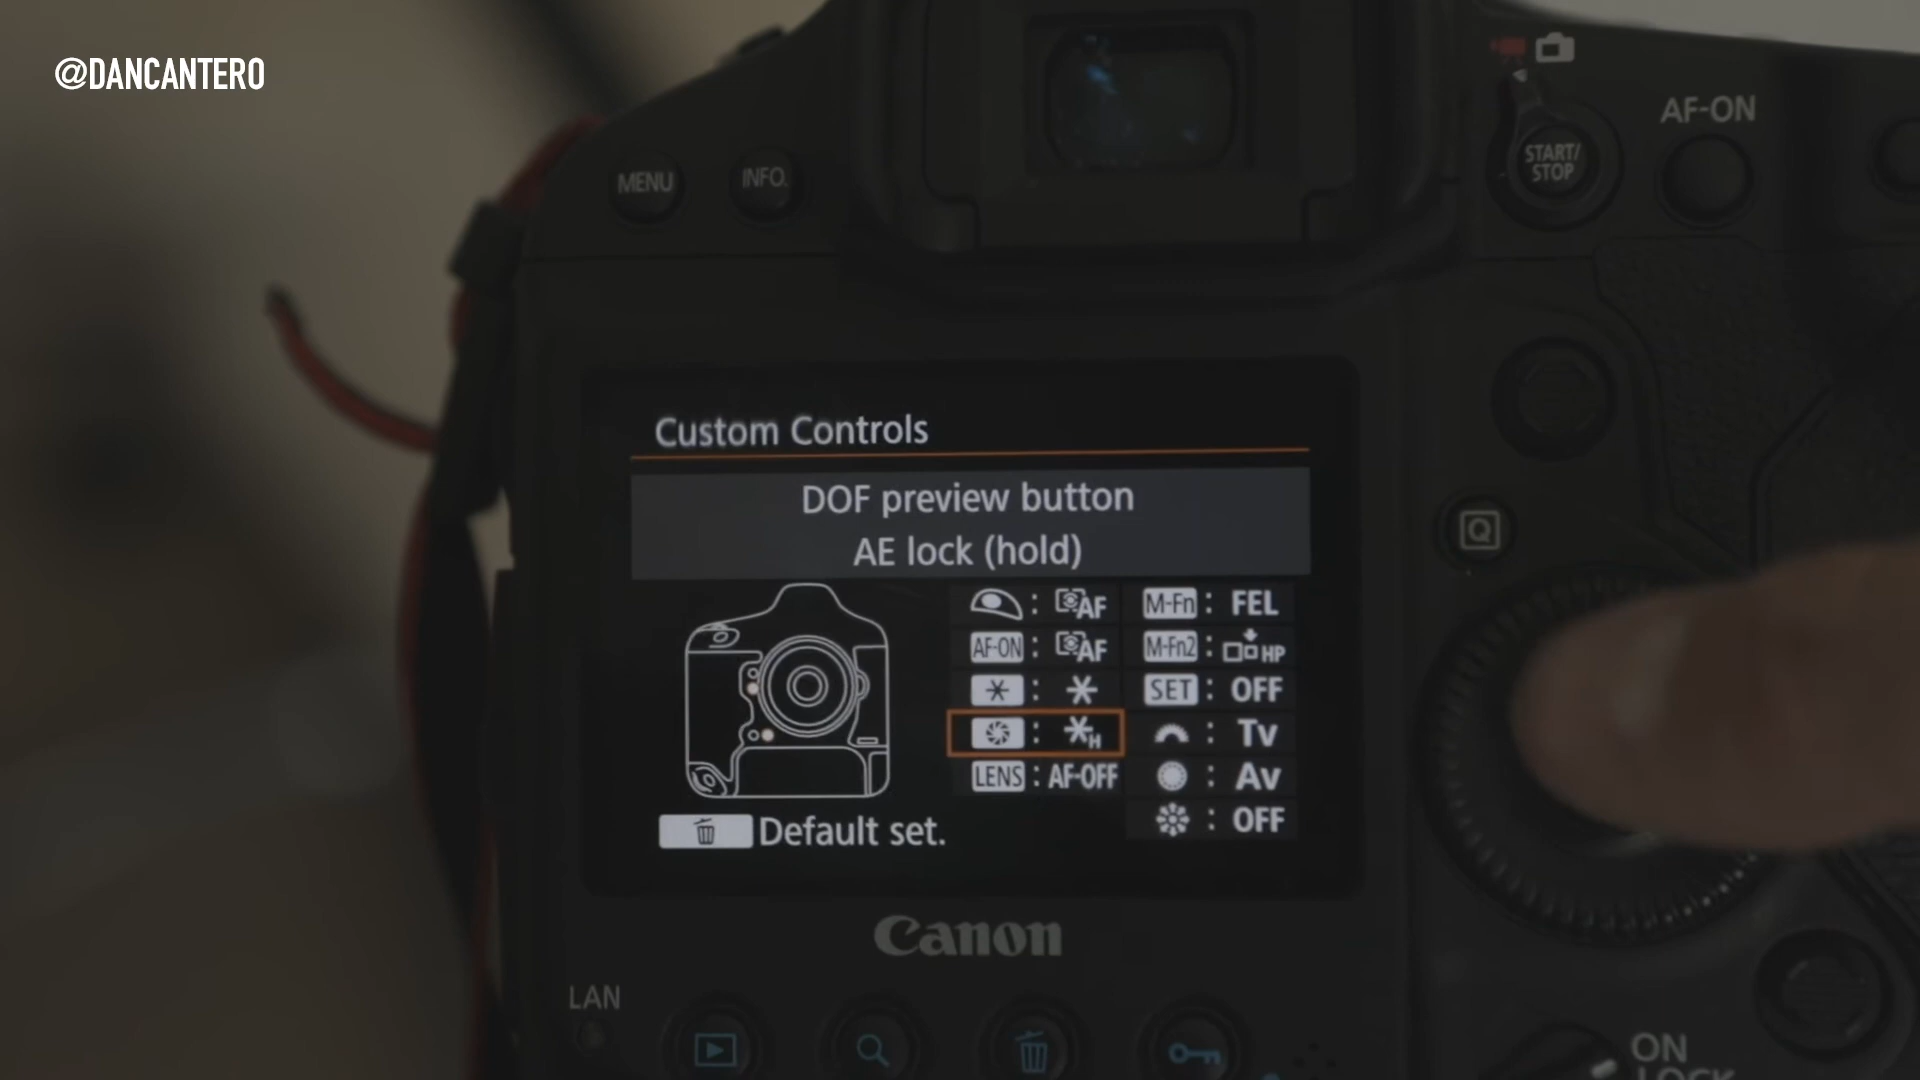 @DANCANTERO
AF-ON
START/
STOP
MENU
INFO.
Custom Controls
DOF preview button
AE lock (hold)
: AF
M-Fn : FEL
AF-ON : AF
M-Fn2 : HP
* : *
SET : OFF
: *H
: Tv
LENS : AF-OFF
: Av
: OFF
Default set.
Q
Canon
LAN
ON
LOCK